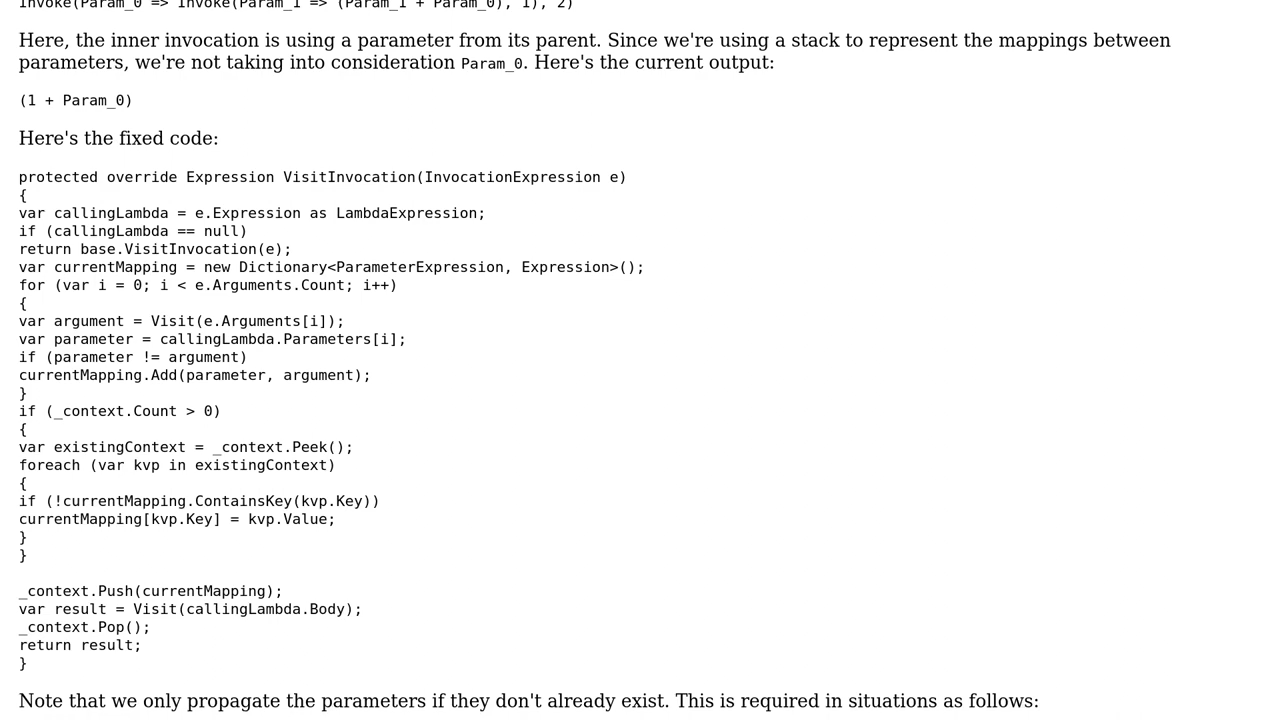 Invoke(Param_0 => Invoke(Param_1 => (Param_1 + Param_0), 1), 2)
Here, the inner invocation is using a parameter from its parent. Since we're using a stack to represent the mappings between
parameters, we're not taking into consideration Param_0. Here's the current output:
(1 + Param_0)
Here's the fixed code:
protected override Expression VisitInvocation(InvocationExpression e)
{
var callingLambda = e.Expression as LambdaExpression;
if (callingLambda == null)
return base.VisitInvocation(e);
var currentMapping = new Dictionary<ParameterExpression, Expression>();
for (var i = 0; i < e.Arguments.Count; i++)
{
var argument = Visit(e.Arguments[i]);
var parameter = callingLambda.Parameters[i];
if (parameter != argument)
currentMapping.Add(parameter, argument);
}
if (_context.Count > 0)
{
var existingContext = _context.Peek();
foreach (var kvp in existingContext)
{
if (!currentMapping.ContainsKey(kvp.Key))
currentMapping[kvp.Key] = kvp.Value;
}
}
_context.Push(currentMapping);
var result = Visit(callingLambda.Body);
_context.Pop();
return result;
}
Note that we only propagate the parameters if they don't already exist. This is required in situations as follows: